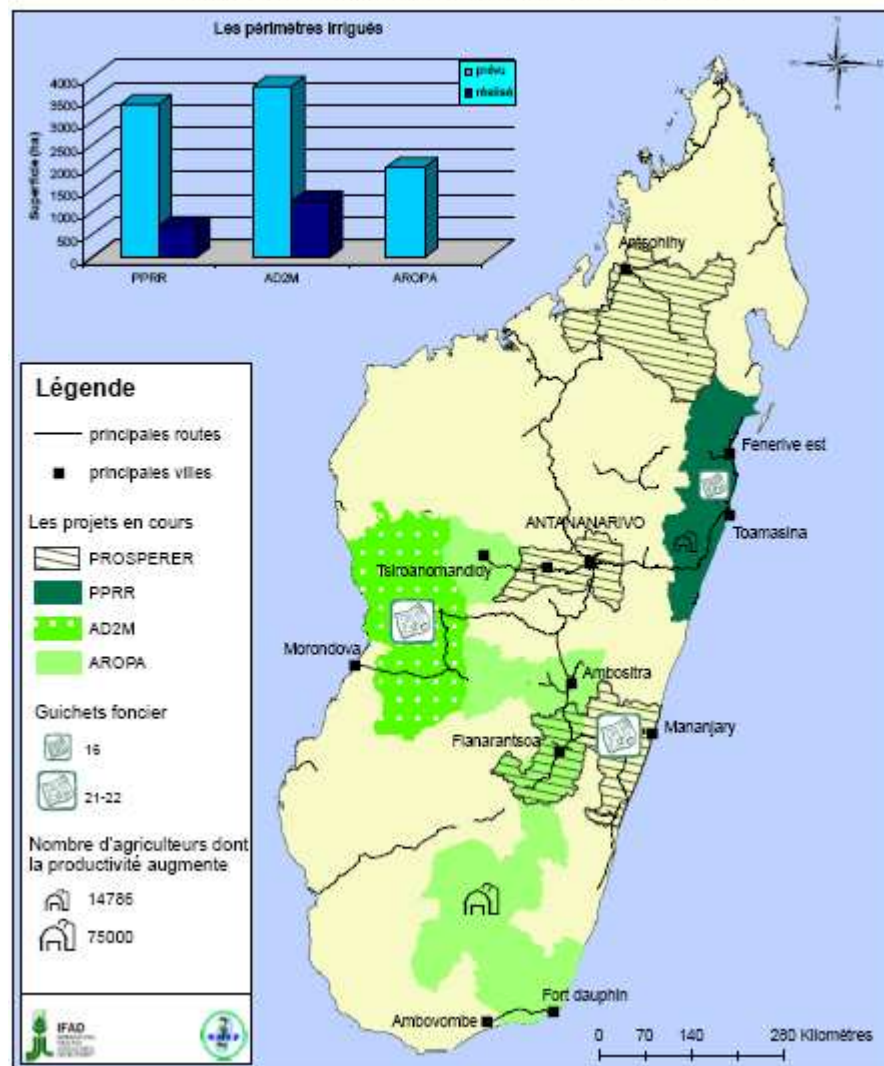 Les périmètres irrigués
prévu
réalisé
Superficie (ha)
4000
3500
3000
2500
2000
1500
1000
500
0
PPRR
AD2M
AROPA
Légende
principales routes
principales villes
Les projets en cours
PROSPERER
PPRR
AD2M
AROPA
Guichets foncier
16
21-22
Nombre d'agriculteurs dont
la productivité augmente
14786
75000
IFAD
Antsohihy
Fenerive est
Toamasina
ANTANANARIVO
Tsiroanomandidy
Morondova
Ambositra
Mananjary
Fianarantsoa
Fort dauphin
Ambovombe
0 70 140 280 Kilomètres